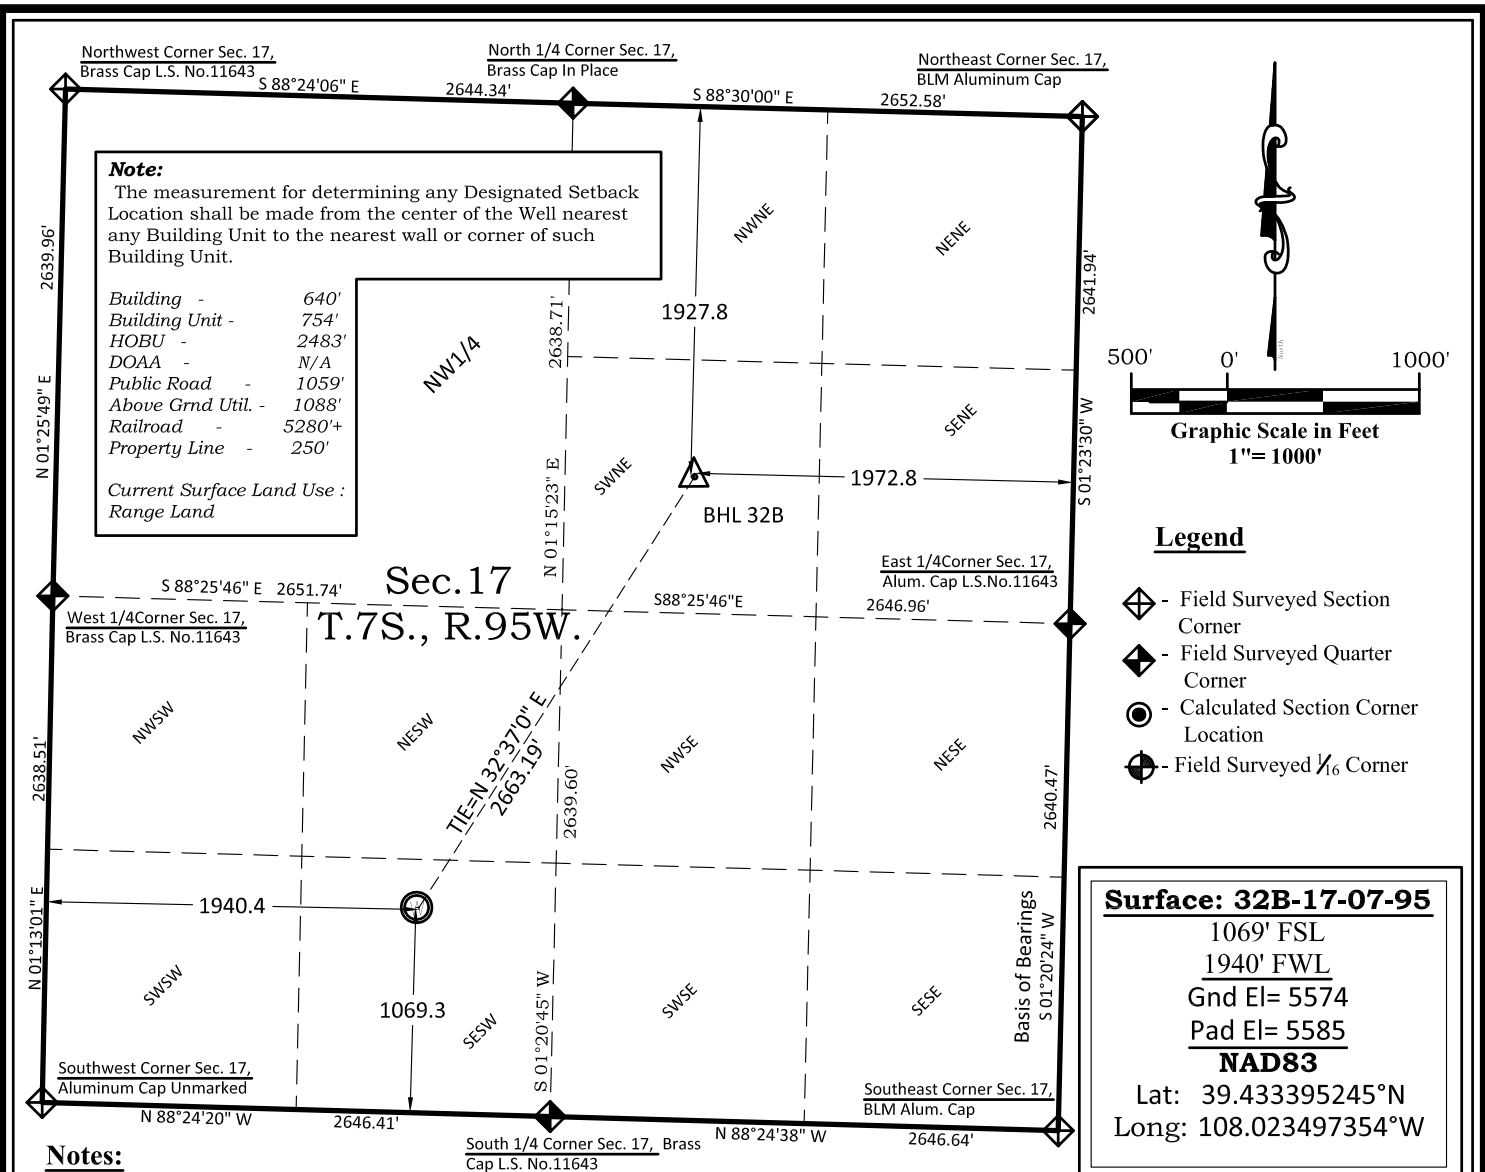 Northwest Corner Sec. 17,
Brass Cap L.S. No.11643
S 88°24'06" E
2644.34'
North 1/4 Corner Sec. 17,
Brass Cap In Place
S 88°30'00" E
2652.58'
Northeast Corner Sec. 17,
BLM Aluminum Cap
Note:
The measurement for determining any Designated Setback
Location shall be made from the center of the Well nearest
any Building Unit to the nearest wall or corner of such
Building Unit.
Building - 640'
Building Unit - 754'
HOBU - 2483'
DOAA - N/A
Public Road - 1059'
Above Grnd Util. - 1088'
Railroad - 5280'+
Property Line - 250'
Current Surface Land Use :
Range Land
2639.96'
N 01°25'49" E
NW1/4
2638.71'
N 01°15'23" E
NWNE
NENE
1927.8
SWNE
SENE
1972.8
BHL 32B
2641.94'
S 01°23'30" W
East 1/4Corner Sec. 17,
Alum. Cap L.S.No.11643
S 88°25'46" E
2651.74'
Sec.17
T.7S., R.95W.
S88°25'46"E
2646.96'
West 1/4Corner Sec. 17,
Brass Cap L.S. No.11643
NWSW
NESW
TIE=N 32°37'0" E
2663.19'
NWSE
NESE
2638.51'
2639.60'
2640.47'
N 01°13'01" E
1940.4
SWSW
1069.3
SESW
S 01°20'45" W
SWSE
SESE
Basis of Bearings
S 01°20'24" W
Southwest Corner Sec. 17,
Aluminum Cap Unmarked
N 88°24'20" W
2646.41'
South 1/4 Corner Sec. 17, Brass
Cap L.S. No.11643
N 88°24'38" W
2646.64'
Southeast Corner Sec. 17,
BLM Alum. Cap
Notes:
North
500' 0' 1000'
Graphic Scale in Feet
1"= 1000'
Legend
- Field Surveyed Section
Corner
- Field Surveyed Quarter
Corner
- Calculated Section Corner
Location
- Field Surveyed 1/16 Corner
Surface: 32B-17-07-95
1069' FSL
1940' FWL
Gnd El= 5574
Pad El= 5585
NAD83
Lat: 39.433395245°N
Long: 108.023497354°W